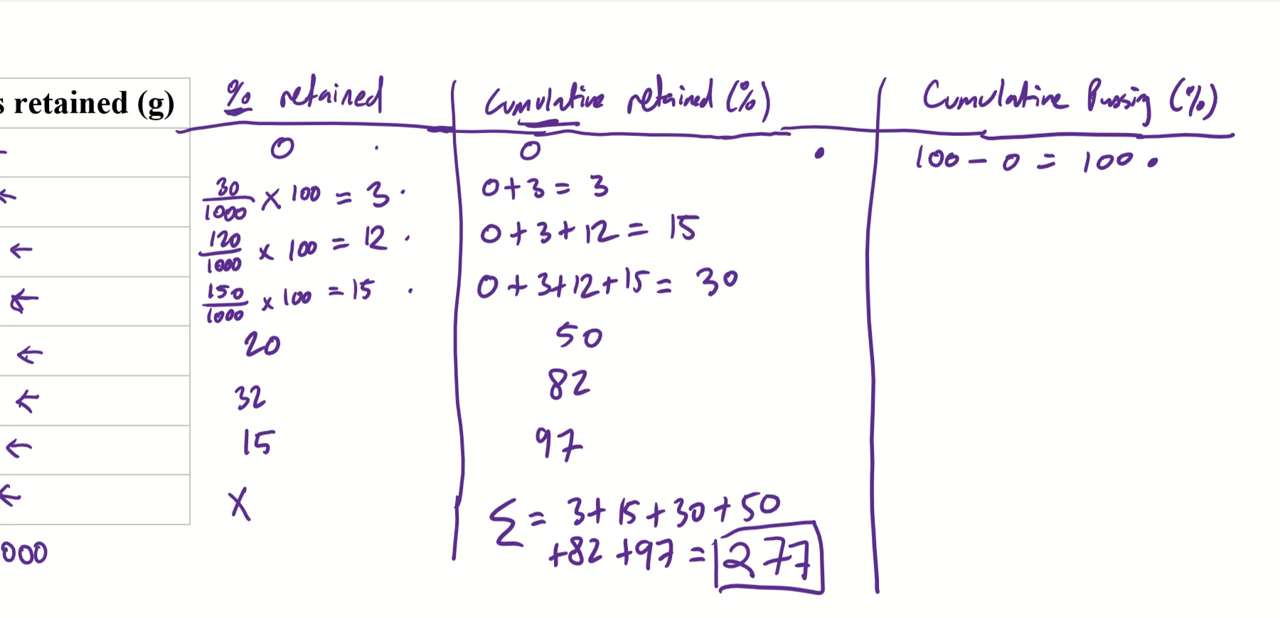 s retained (g) % retained Cumulative retained (%) Cumulative Passing (%)
0 0 100 - 0 = 100
30/1000 × 100 = 3 0+3 = 3
120/1000 × 100 = 12 0+3+12 = 15
150/1000 × 100 = 15 0+3+12+15 = 30
20 50
32 82
15 97
X Σ = 3+15+30+50
000 +82 +97 = 277